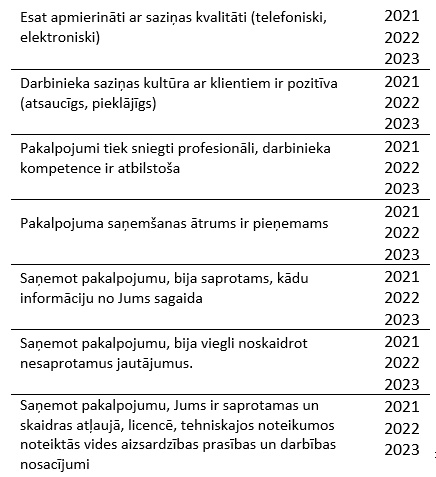 Esat apmierināti ar saziņas kvalitāti (telefoniski, 2021
elektroniski) 2022
2023
Darbinieka saziņas kultūra ar klientiem ir pozitīva 2021
(atsaucīgs, pieklājīgs) 2022
2023
Pakalpojumi tiek sniegti profesionāli, darbinieka 2021
kompetence ir atbilstoša 2022
2023
2021
Pakalpojuma saņemšanas ātrums ir pieņemams 2022
2023
Saņemot pakalpojumu, bija saprotams, kādu 2021
informāciju no Jums sagaida 2022
2023
Saņemot pakalpojumu, bija viegli noskaidrot 2021
nesaprotamus jautājumus. 2022
2023
Saņemot pakalpojumu, Jums ir saprotamas un 2021
skaidras atļaujā, licencē, tehniskajos noteikumos 2022
noteiktās vides aizsardzības prasības un darbības 2023
nosacījumi